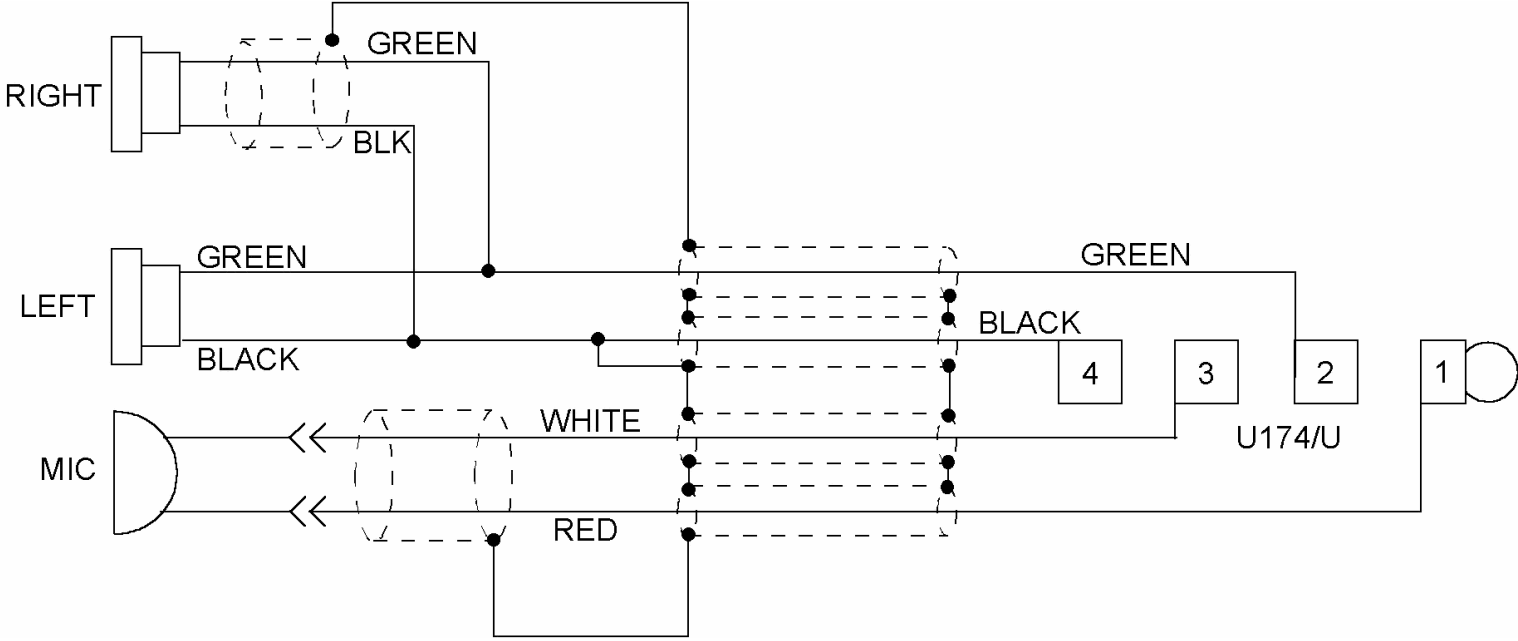 GREEN
RIGHT
BLK
GREEN
GREEN
LEFT
BLACK
BLACK
4
3
2
1
WHITE
U174/U
MIC
RED